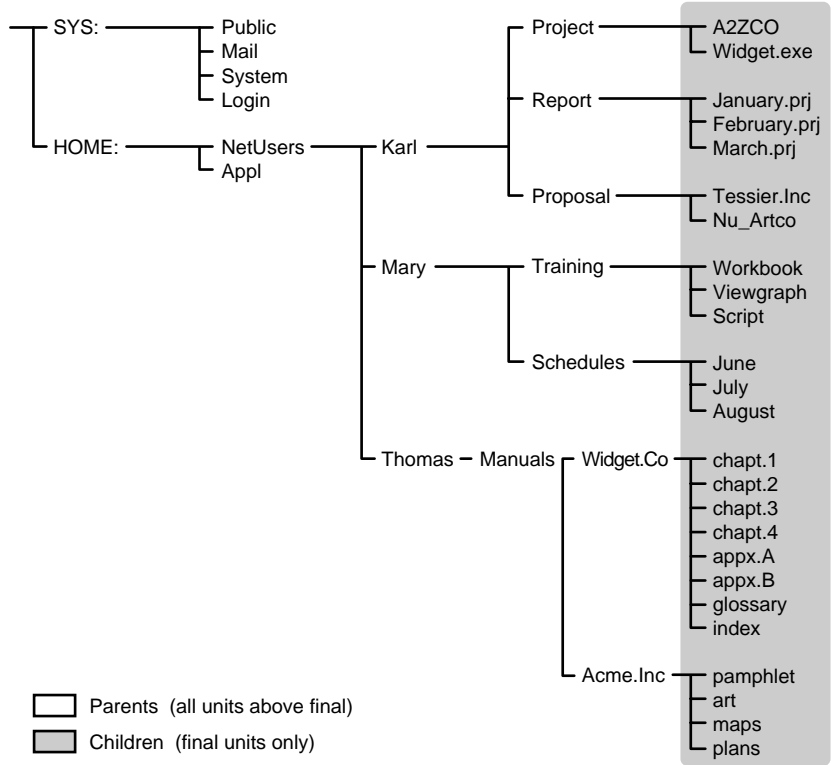 SYS: Public Project A2ZCO
Mail Widget.exe
System
Login Report January.prj
February.prj
HOME: NetUsers Karl March.prj
Appl
Proposal Tessier.Inc
Nu_Artco
Mary Training Workbook
Viewgraph
Script
Schedules June
July
August
Thomas Manuals Widget.Co chapt.1
chapt.2
chapt.3
chapt.4
appx.A
appx.B
glossary
index
Acme.Inc pamphlet
art
maps
plans
Parents (all units above final)
Children (final units only)